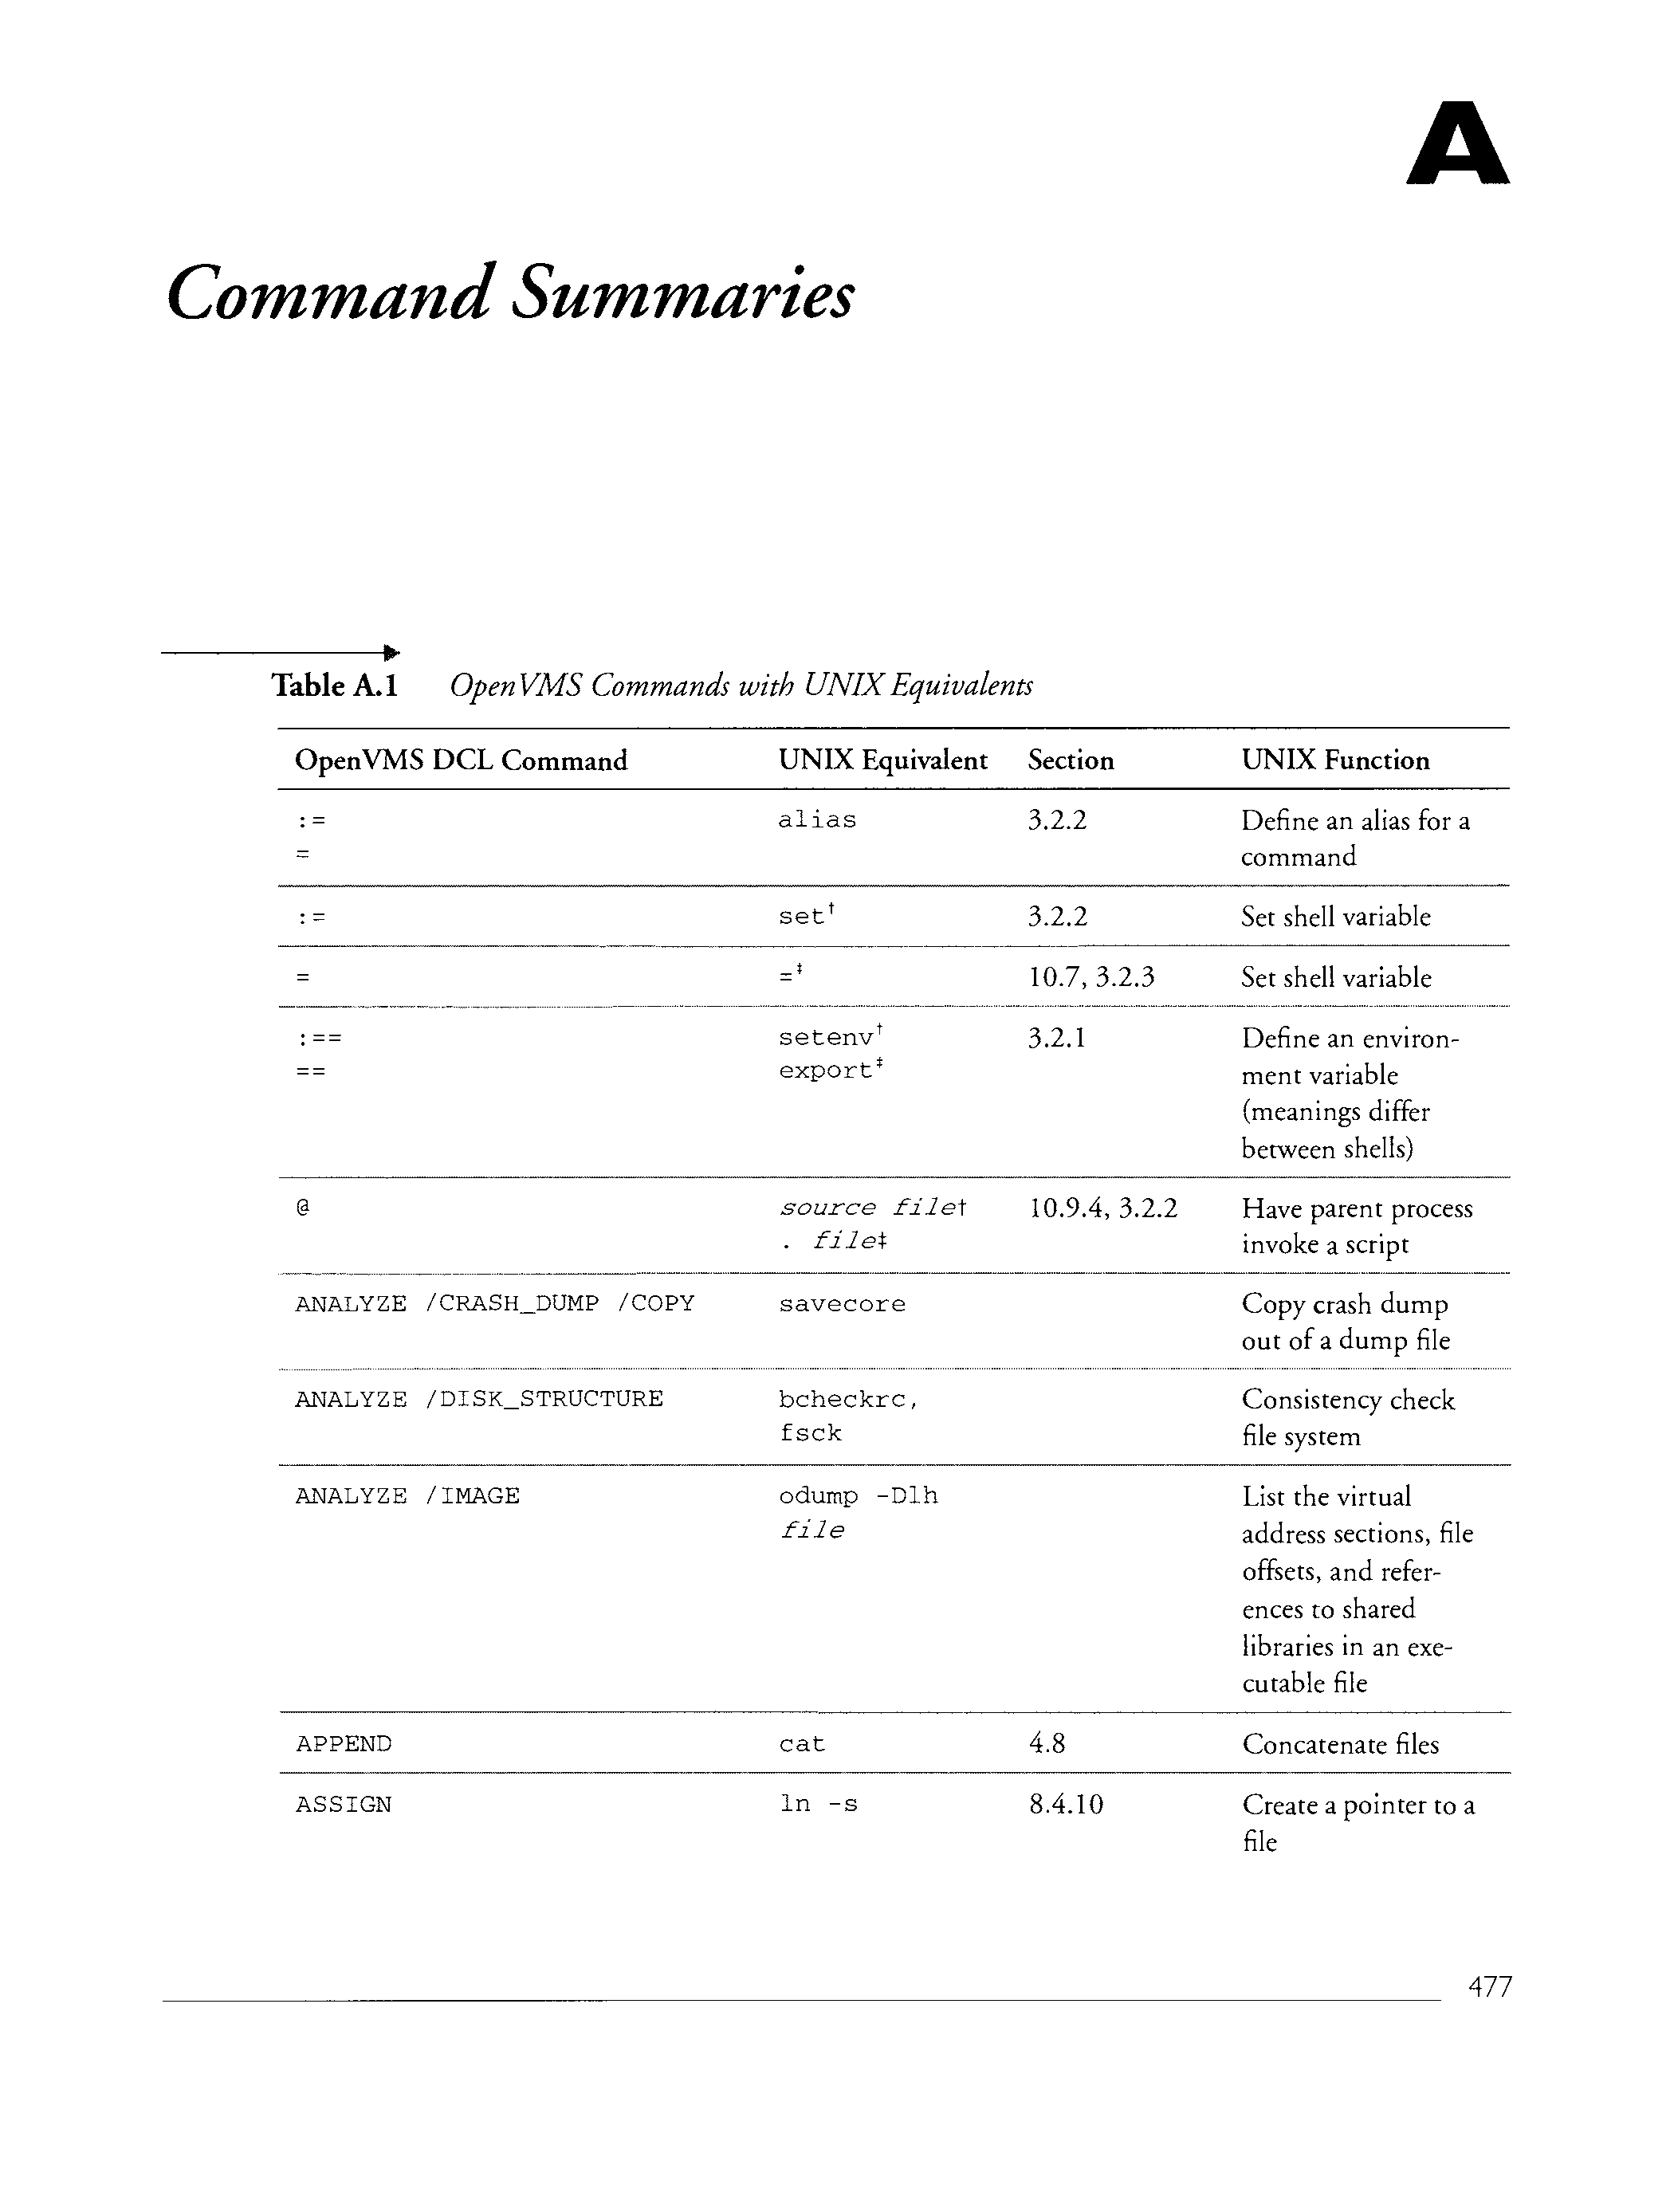 A
Command Summaries
Table A.1 OpenVMS Commands with UNIX Equivalents
OpenVMS DCL Command UNIX Equivalent Section UNIX Function
:= alias 3.2.2 Define an alias for a
= command
:= set† 3.2.2 Set shell variable
= =‡ 10.7, 3.2.3 Set shell variable
:== setenv† 3.2.1 Define an environ-
== export‡ ment variable
(meanings differ
between shells)
@ source file† 10.9.4, 3.2.2 Have parent process
. file‡ invoke a script
ANALYZE /CRASH_DUMP /COPY savecore Copy crash dump
out of a dump file
ANALYZE /DISK_STRUCTURE bcheckrc, Consistency check
fsck file system
ANALYZE /IMAGE odump -Dlh List the virtual
file address sections, file
offsets, and refer-
ences to shared
libraries in an exe-
cutable file
APPEND cat 4.8 Concatenate files
ASSIGN ln -s 8.4.10 Create a pointer to a
file
477